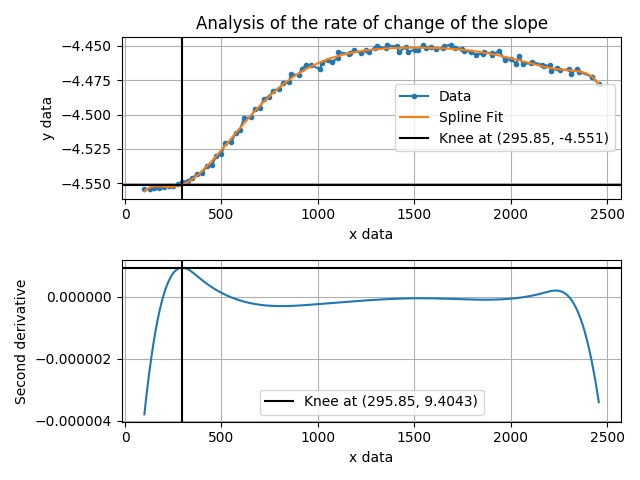 Analysis of the rate of change of the slope
−4.450
−4.475
−4.500
−4.525
−4.550
y data
Data
Spline Fit
Knee at (295.85, -4.551)
0
500
1000
1500
2000
2500
x data
0.000000
−0.000002
−0.000004
Second derivative
Knee at (295.85, 9.4043)
0
500
1000
1500
2000
2500
x data